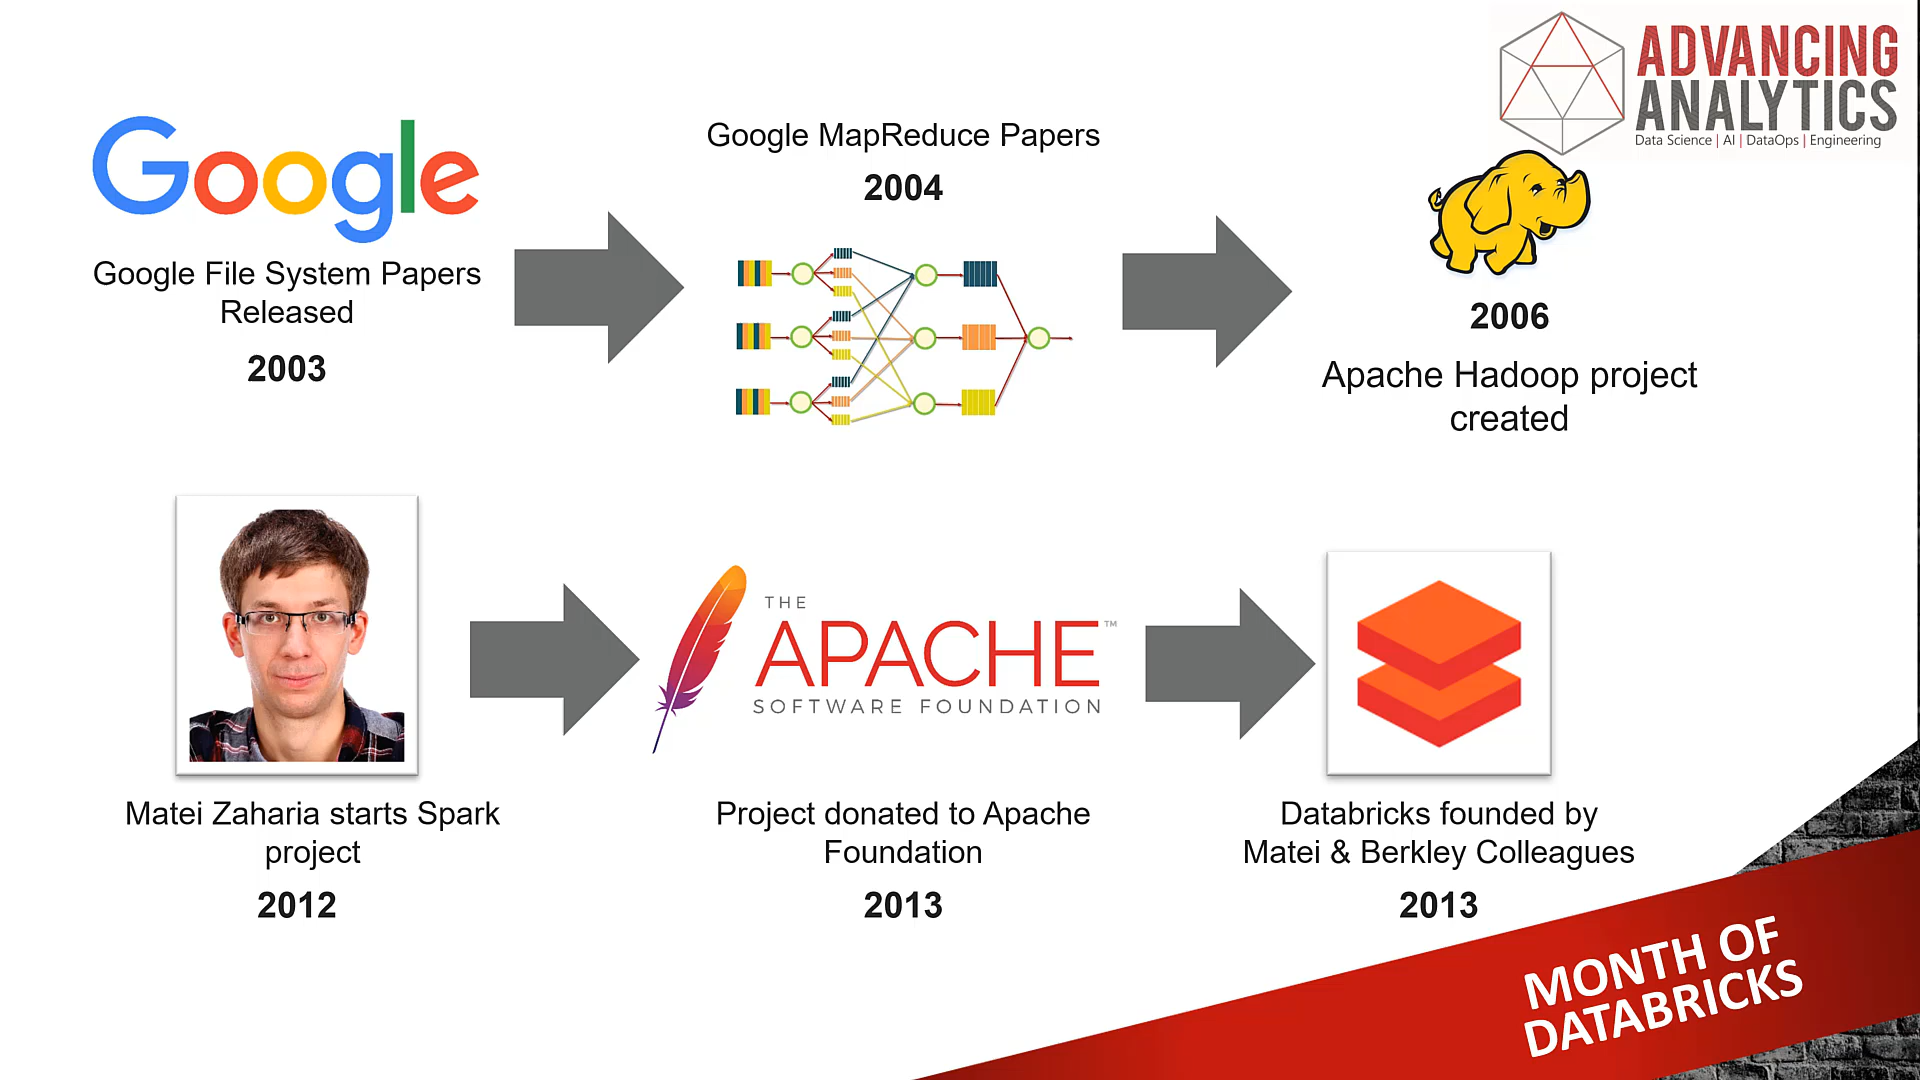 ADVANCING
ANALYTICS
Data Science | AI | DataOps | Engineering
Google
Google File System Papers
Released
2003
Google MapReduce Papers
2004
2006
Apache Hadoop project
created
Matei Zaharia starts Spark
project
2012
THE
APACHE™
SOFTWARE FOUNDATION
Project donated to Apache
Foundation
2013
Databricks founded by
Matei & Berkley Colleagues
2013
MONTH OF
DATABRICKS